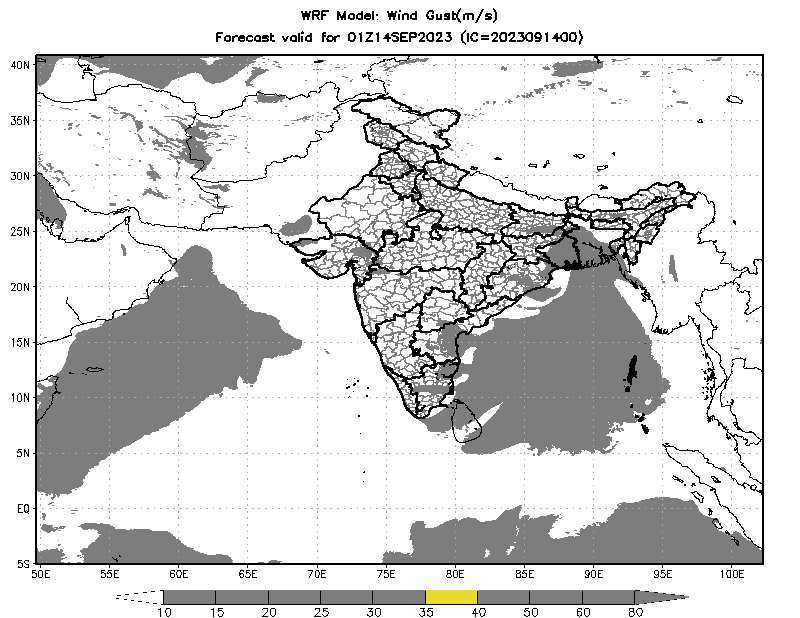 WRF Model: Wind Gust(m/s)
Forecast valid for 01Z14SEP2023 (IC=2023091400)
40N
35N
30N
25N
20N
15N
10N
5N
EQ
5S
50E 55E 60E 65E 70E 75E 80E 85E 90E 95E 100E
10 15 20 25 30 35 40 50 60 80